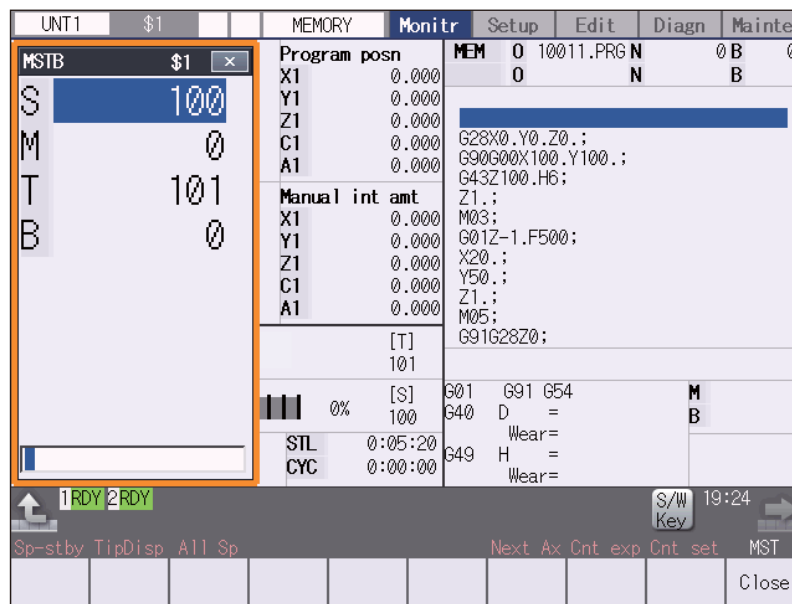 UNT1 $1 MEMORY Monitr Setup Edit Diagn Mainte
MSTB $1 ×
S 100
M 0
T 101
B 0
Program posn
X1 0.000
Y1 0.000
Z1 0.000
C1 0.000
A1 0.000
Manual int amt
X1 0.000
Y1 0.000
Z1 0.000
C1 0.000
A1 0.000
[T]
101
0% [S]
100
STL 0:05:20
CYC 0:00:00
MEM O 10011.PRG N 0 B 0
O N B
G28X0.Y0.Z0.;
G90G00X100.Y100.;
G43Z100.H6;
Z1.;
M03;
G01Z-1.F500;
X20.;
Y50.;
Z1.;
M05;
G91G28Z0;
G01 G91 G54 M
G40 D = B
Wear=
G49 H =
Wear=
1 RDY 2 RDY S/W Key 19:24
Sp-stby TipDisp All Sp Next Ax Cnt exp Cnt set MST
Close